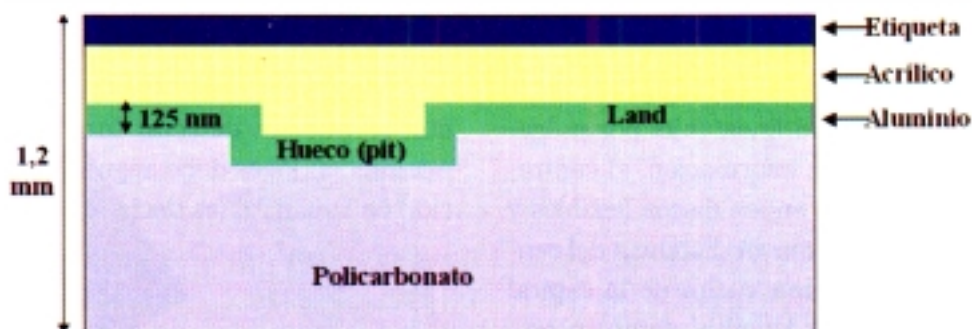 Etiqueta
Acrílico
125 nm
Land
Aluminio
Hueco (pit)
1,2
mm
Policarbonato